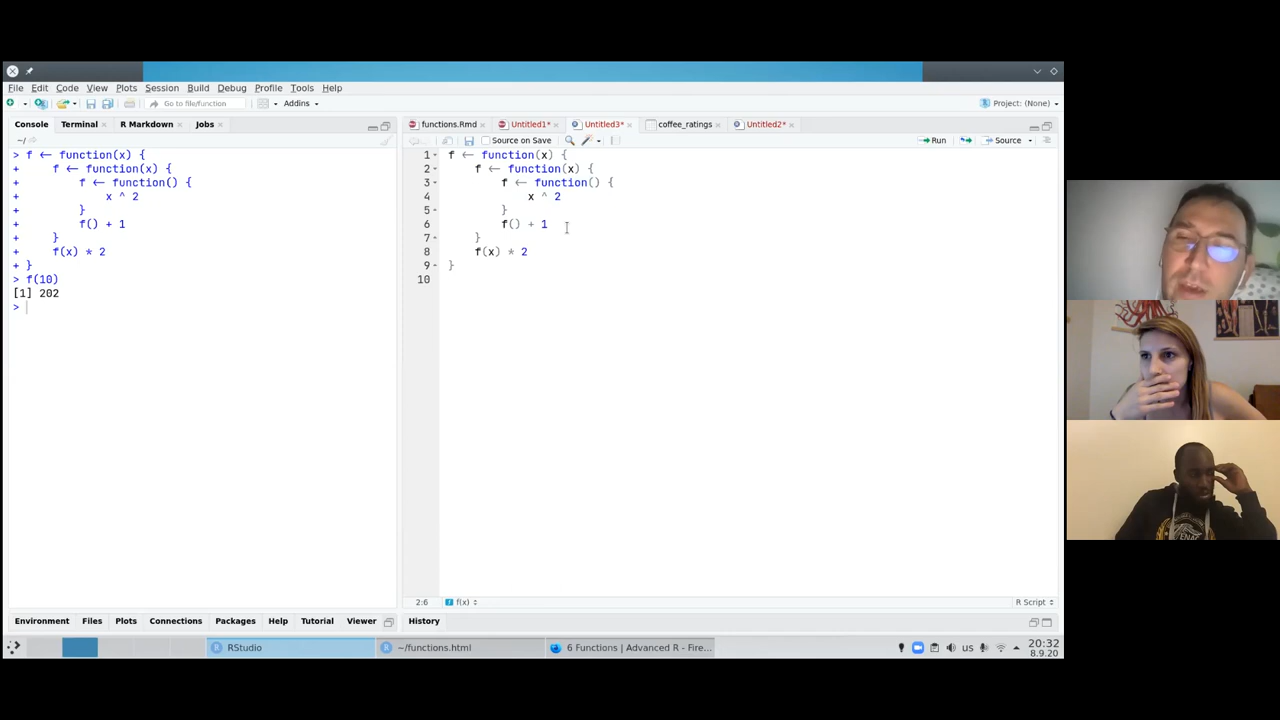 File Edit Code View Plots Session Build Debug Profile Tools Help
Go to file/function Addins Project: (None)
Console Terminal R Markdown Jobs
~/
> f <- function(x) {
+ f <- function(x) {
+ f <- function() {
+ x ^ 2
+ }
+ f() + 1
+ }
+ f(x) * 2
+ }
> f(10)
[1] 202
>
functions.Rmd Untitled1* Untitled3* coffee_ratings Untitled2*
Source on Save Run Source
1 f <- function(x) {
2 f <- function(x) {
3 f <- function() {
4 x ^ 2
5 }
6 f() + 1
7 }
8 f(x) * 2
9 }
10
2:6 f(x) R Script
Environment Files Plots Connections Packages Help Tutorial Viewer
History
RStudio ~/functions.html 6 Functions | Advanced R - Fire... us 20:32
8.9.20